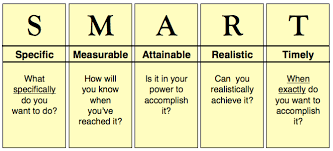 S M A R T
Specific Measurable Attainable Realistic Timely
What
specifically
do you
want to do?
How will
you know
when
you've
reached it?
Is it in your
power to
accomplish
it?
Can you
realistically
achieve it?
When
exactly do
you want to
accomplish
it?